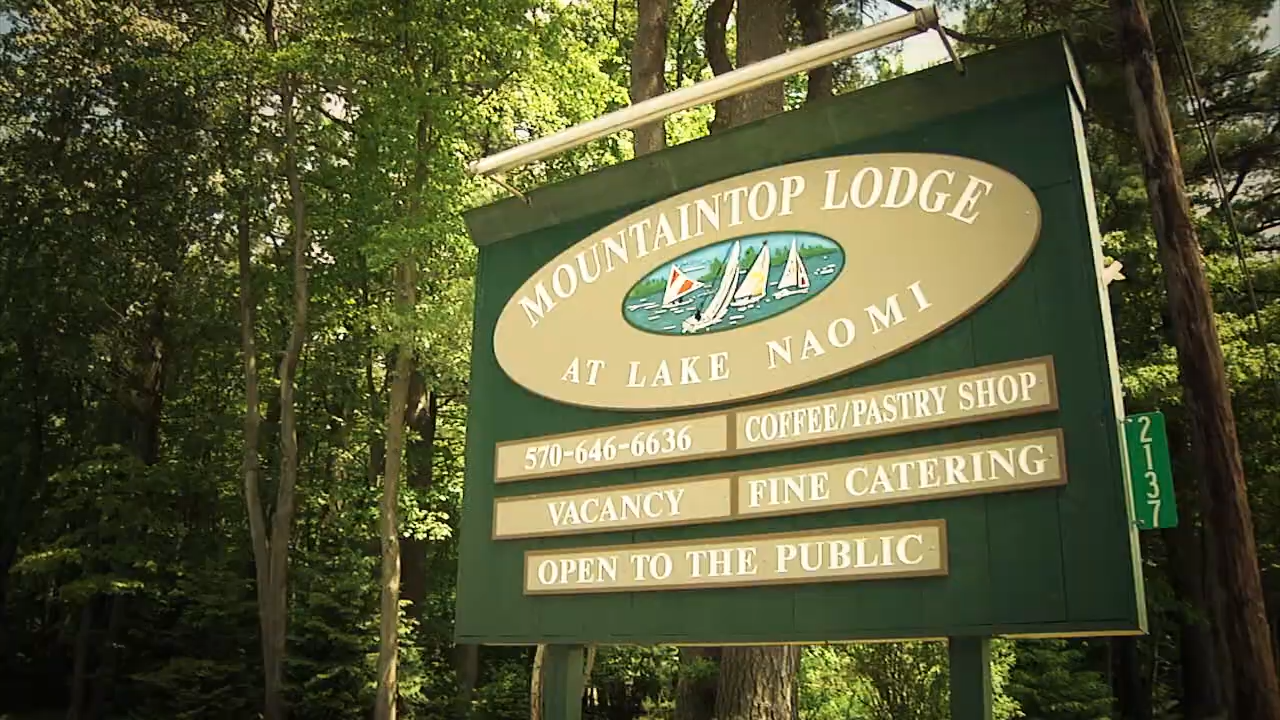 MOUNTAINTOP LODGE
AT LAKE NAOMI
570-646-6636
COFFEE/PASTRY SHOP
VACANCY
FINE CATERING
OPEN TO THE PUBLIC
2137